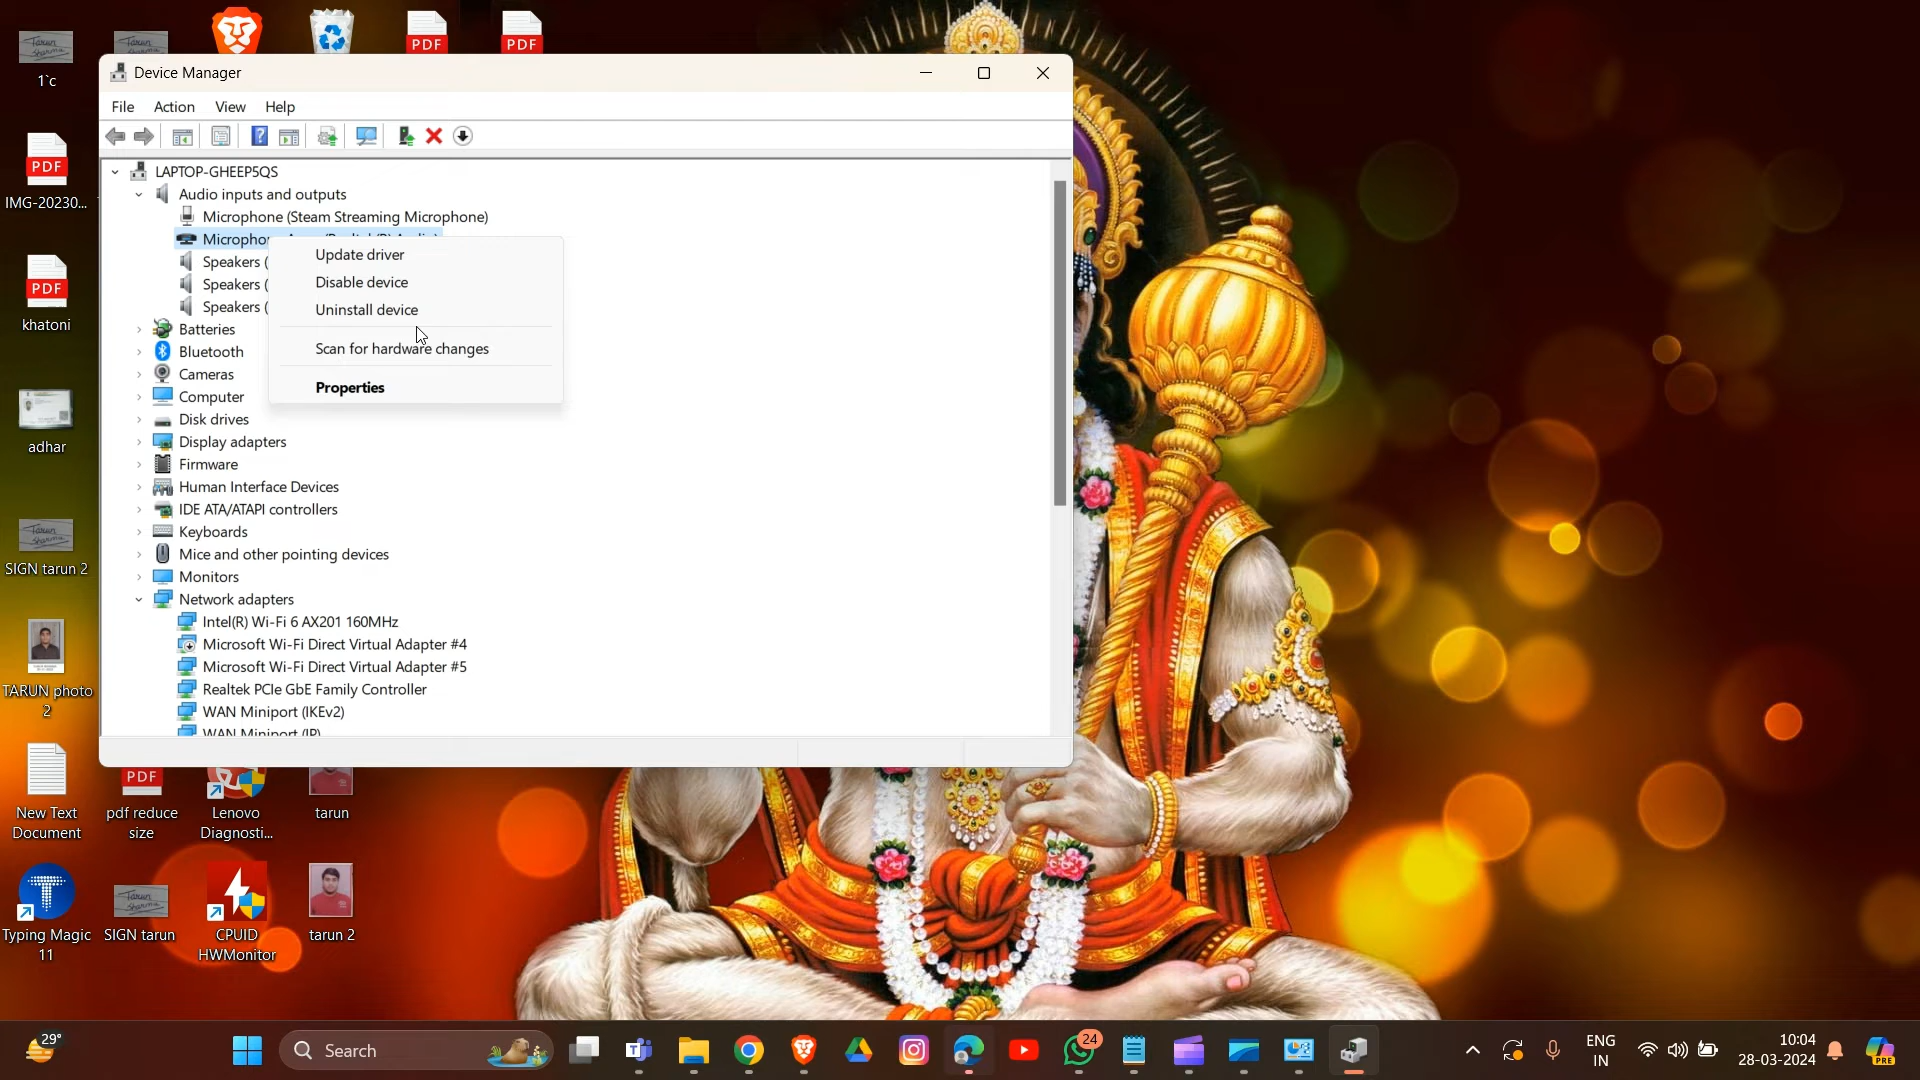 1`c
PDF
IMG-20230...
PDF
khatoni
adhar
SIGN tarun 2
TARUN photo
2
New Text
Document
Typing Magic
11
PDF
PDF
Device Manager
File Action View Help
LAPTOP-GHEEP5QS
Audio inputs and outputs
Microphone (Steam Streaming Microphone)
Speakers (
Speakers (
Speakers (
Update driver
Disable device
Uninstall device
Scan for hardware changes
Properties
Batteries
Bluetooth
Cameras
Computer
Disk drives
Display adapters
Firmware
Human Interface Devices
IDE ATA/ATAPI controllers
Keyboards
Mice and other pointing devices
Monitors
Network adapters
Intel(R) Wi-Fi 6 AX201 160MHz
Microsoft Wi-Fi Direct Virtual Adapter #4
Microsoft Wi-Fi Direct Virtual Adapter #5
Realtek PCIe GbE Family Controller
WAN Miniport (IKEv2)
WAN Miniport (IP)
PDF
pdf reduce
size
Lenovo
Diagnosti...
tarun
SIGN tarun
CPUID
HWMonitor
tarun 2
29°
Search
24
ENG
IN
10:04
28-03-2024
PRE